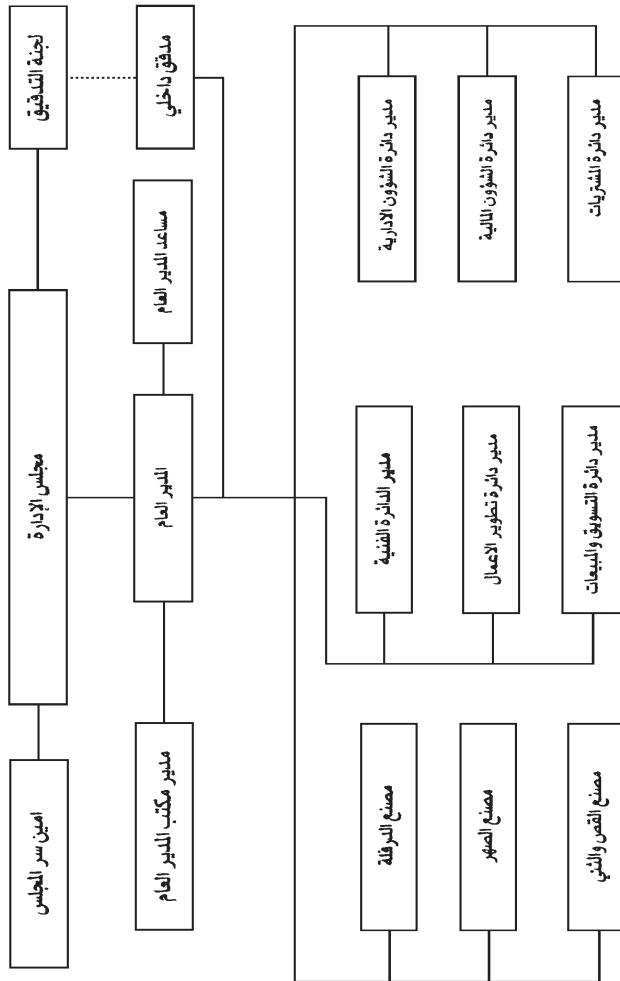 لجنة التدقيق
مجلس الإدارة
امين سر المجلس
مدقق داخلي
مساعد المدير العام
المدير العام
مدير مكتب المدير العام
مدير دائرة الشؤون الادارية
مدير الدائرة الفنية
مصنع الدرفلة
مدير دائرة الشؤون المالية
مدير دائرة تطوير الاعمال
مصنع الصهر
مدير دائرة المشتريات
مدير دائرة التسويق والمبيعات
مصنع القص والثني